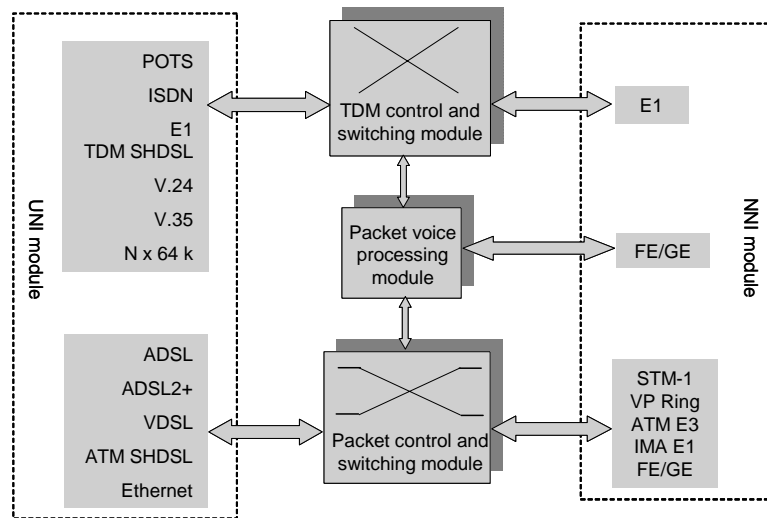 UNI module
POTS
ISDN
E1
TDM SHDSL
V.24
V.35
N x 64 k
ADSL
ADSL2+
VDSL
ATM SHDSL
Ethernet
TDM control and
switching module
Packet voice
processing
module
Packet control and
switching module
E1
FE/GE
STM-1
VP Ring
ATM E3
IMA E1
FE/GE
NNI module